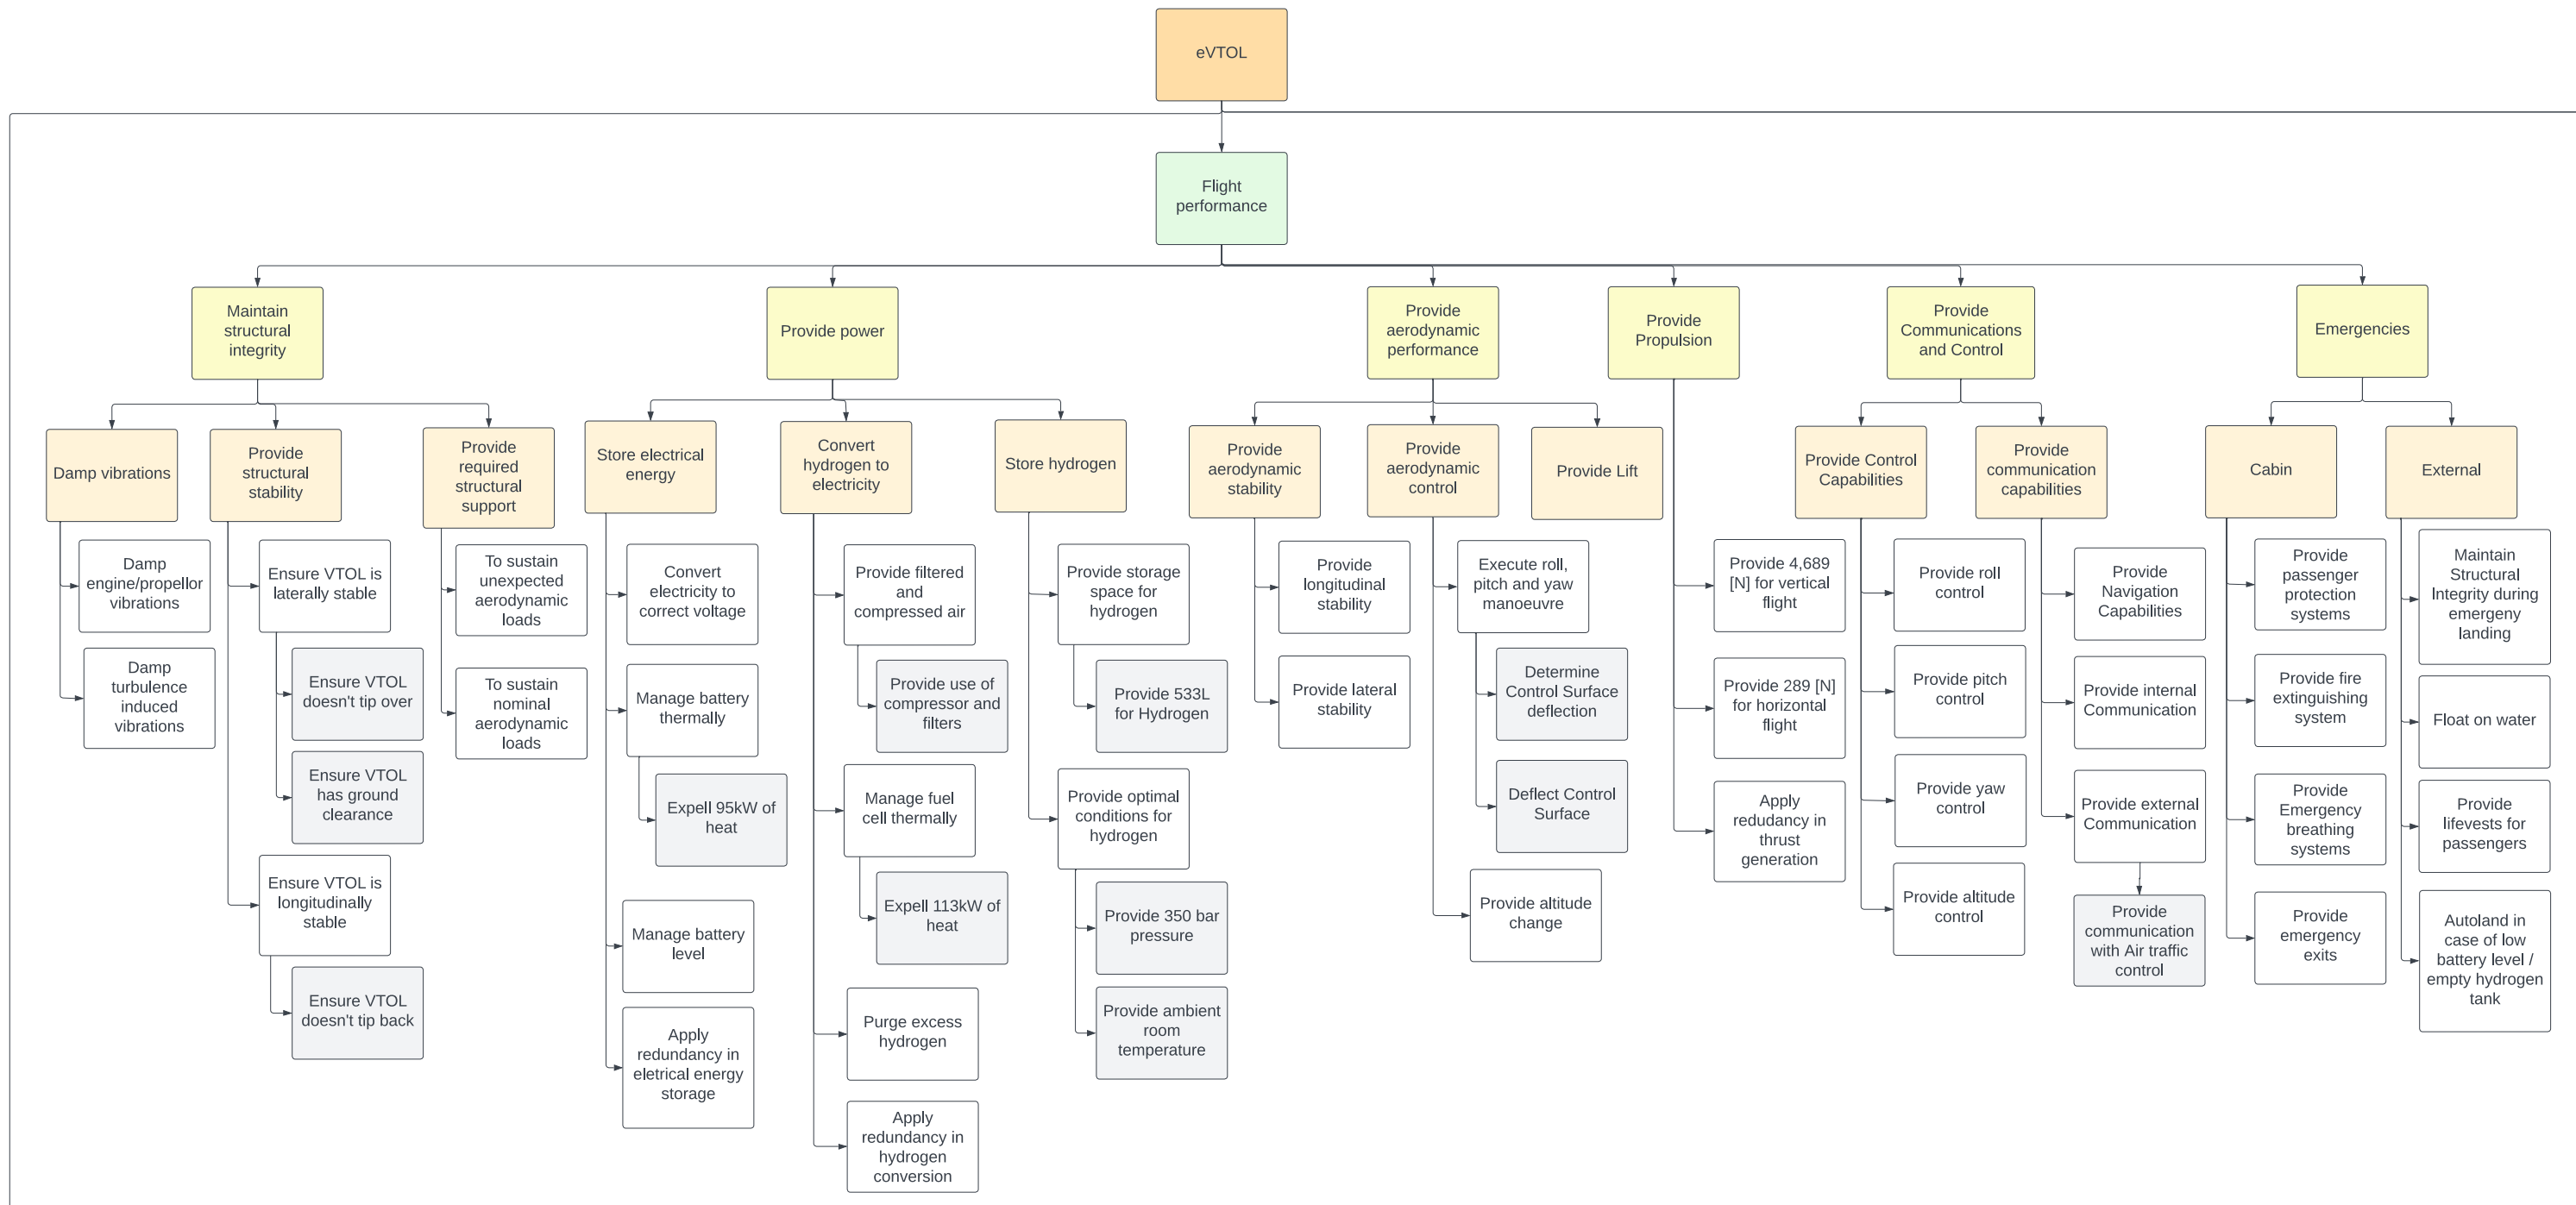 eVTOL
Flight
performance
Maintain
structural
integrity
Provide power
Provide
aerodynamic
performance
Provide
Propulsion
Provide
Communications
and Control
Emergencies
Damp vibrations
Provide
structural
stability
Provide
required
structural
support
Store electrical
energy
Convert
hydrogen to
electricity
Store hydrogen
Provide
aerodynamic
stability
Provide
aerodynamic
control
Provide Lift
Provide Control
Capabilities
Provide
communication
capabilities
Cabin
External
Damp
engine/propellor
vibrations
Damp
turbulence
induced
vibrations
Ensure VTOL is
laterally stable
Ensure VTOL
doesn't tip over
Ensure VTOL
has ground
clearance
Ensure VTOL is
longitudinally
stable
Ensure VTOL
doesn't tip back
To sustain
unexpected
aerodynamic
loads
To sustain
nominal
aerodynamic
loads
Convert
electricity to
correct voltage
Manage battery
thermally
Expell 95kW of
heat
Manage battery
level
Apply
redundancy in
eletrical energy
storage
Provide filtered
and
compressed air
Provide use of
compressor and
filters
Manage fuel
cell thermally
Expell 113kW of
heat
Purge excess
hydrogen
Apply
redundancy in
hydrogen
conversion
Provide storage
space for
hydrogen
Provide 533L
for Hydrogen
Provide optimal
conditions for
hydrogen
Provide 350 bar
pressure
Provide ambient
room
temperature
Provide
longitudinal
stability
Provide lateral
stability
Execute roll,
pitch and yaw
manoeuvre
Determine
Control Surface
deflection
Deflect Control
Surface
Provide altitude
change
Provide 4,689
[N] for vertical
flight
Provide 289 [N]
for horizontal
flight
Apply
redudancy in
thrust
generation
Provide roll
control
Provide pitch
control
Provide yaw
control
Provide altitude
control
Provide
Navigation
Capabilities
Provide internal
Communication
Provide external
Communication
Provide
communication
with Air traffic
control
Provide
passenger
protection
systems
Provide fire
extinguishing
system
Provide
Emergency
breathing
systems
Provide
emergency
exits
Maintain
Structural
Integrity during
emergeny
landing
Float on water
Provide
lifevests for
passengers
Autoland in
case of low
battery level /
empty hydrogen
tank